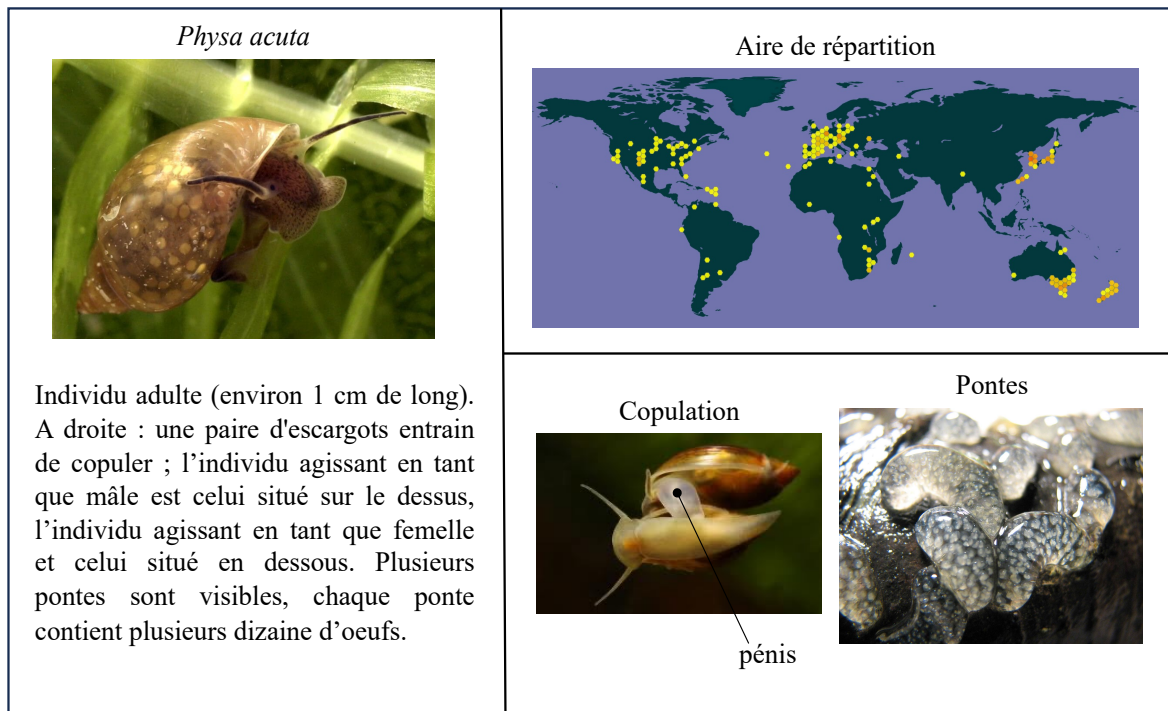 Physa acuta
Individu adulte (environ 1 cm de long).
A droite : une paire d'escargots entrain
de copuler ; l’individu agissant en tant
que mâle est celui situé sur le dessus,
l’individu agissant en tant que femelle
et celui situé en dessous. Plusieurs
pontes sont visibles, chaque ponte
contient plusieurs dizaine d’oeufs.
Aire de répartition
Copulation
pénis
Pontes